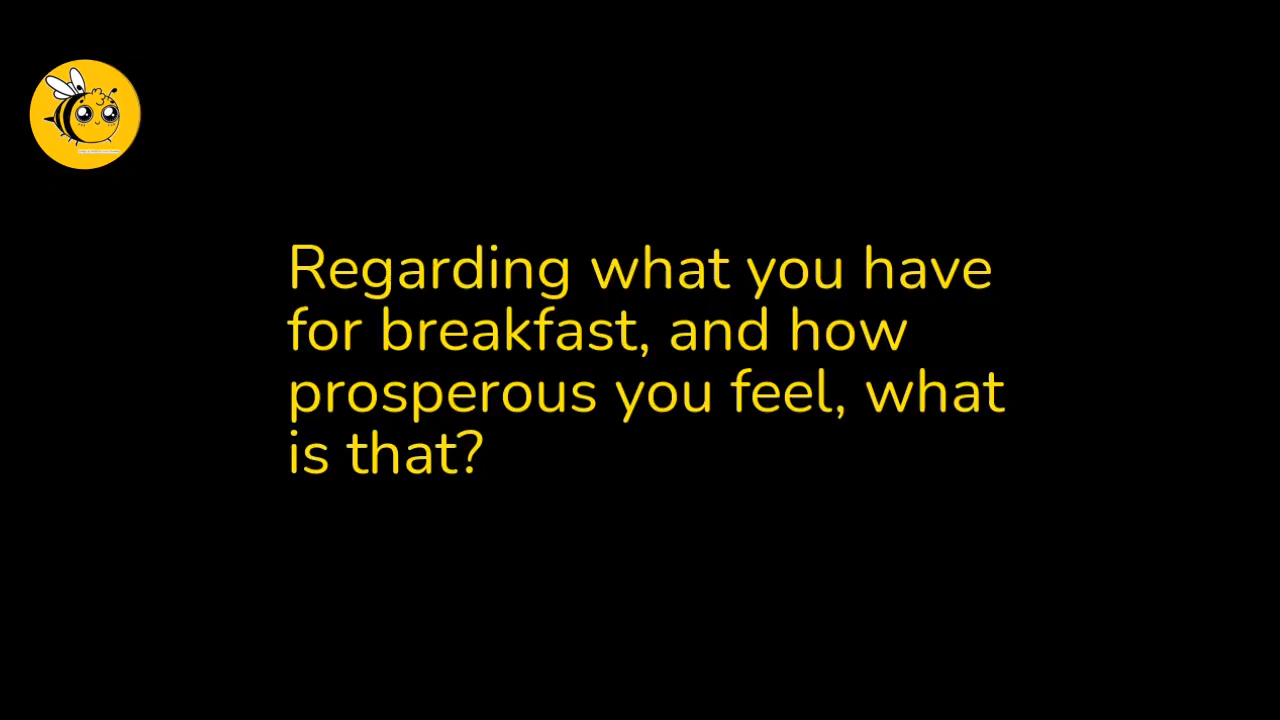 Regarding what you have
for breakfast, and how
prosperous you feel, what
is that?